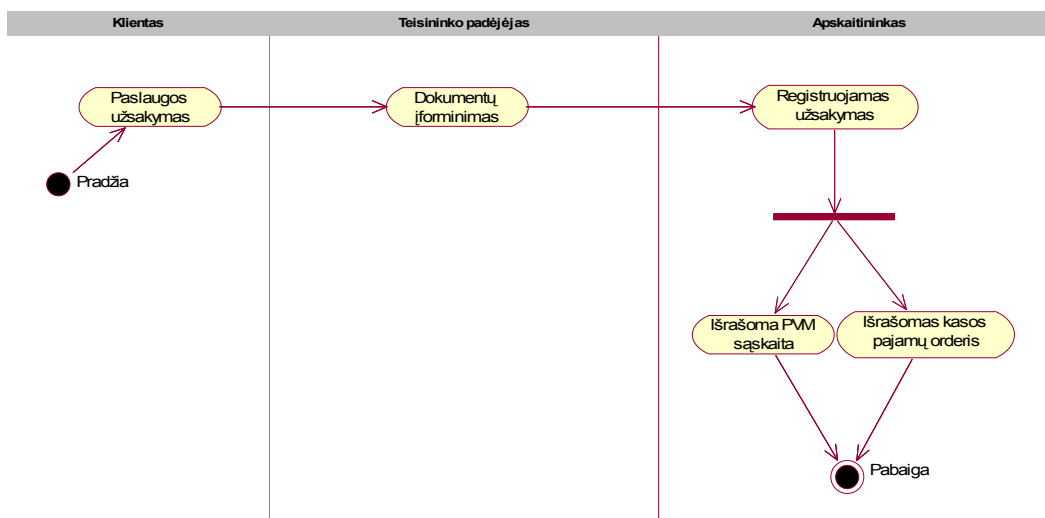 Klientas
Teisininko padėjėjas
Apskaitininkas
Paslaugos
užsakymas
Dokumentų
įforminimas
Registruojamas
užsakymas
Pradžia
Išrašoma PVM
sąskaita
Išrašomas kasos
pajamų orderis
Pabaiga